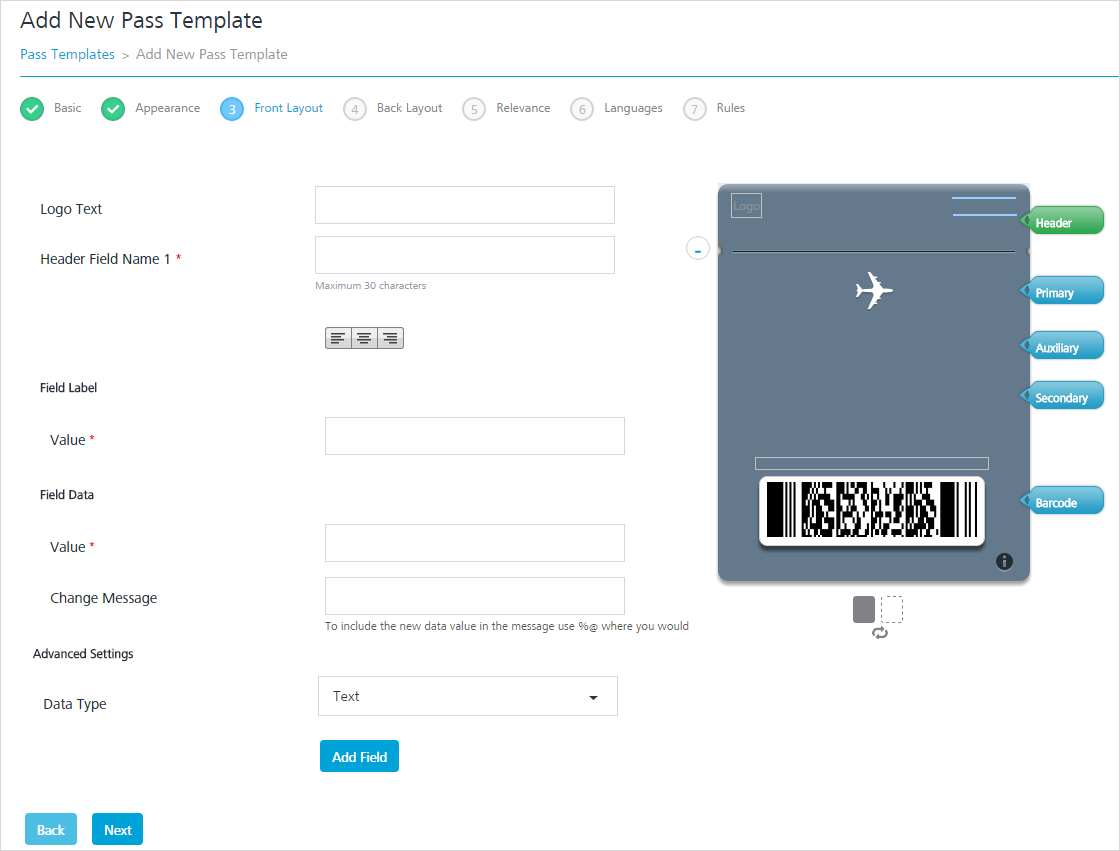 Add New Pass Template
Pass Templates > Add New Pass Template
Basic Appearance 3 Front Layout 4 Back Layout 5 Relevance 6 Languages 7 Rules
Logo Text
Header Field Name 1 *
Maximum 30 characters
Field Label
Value *
Field Data
Value *
Change Message
To include the new data value in the message use %@ where you would
Advanced Settings
Data Type
Text
Add Field
Back
Next
Logo
Header
-
Primary
Auxiliary
Secondary
Barcode
i